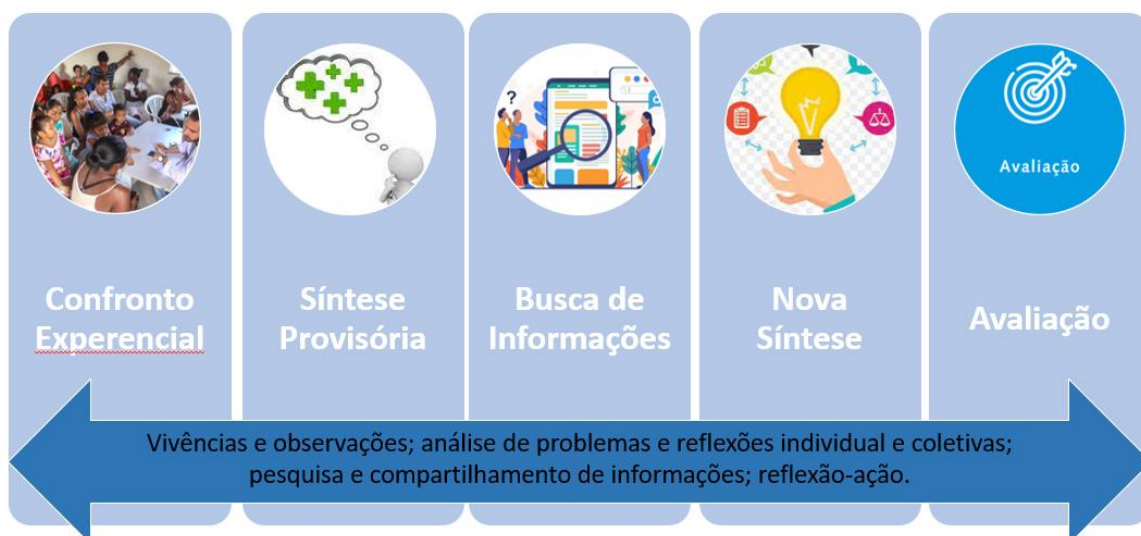 ?
Avaliação
Confronto
Experencial
Síntese
Provisória
Busca de
Informações
Nova
Síntese
Avaliação
Vivências e observações; análise de problemas e reflexões individual e coletivas;
pesquisa e compartilhamento de informações; reflexão-ação.